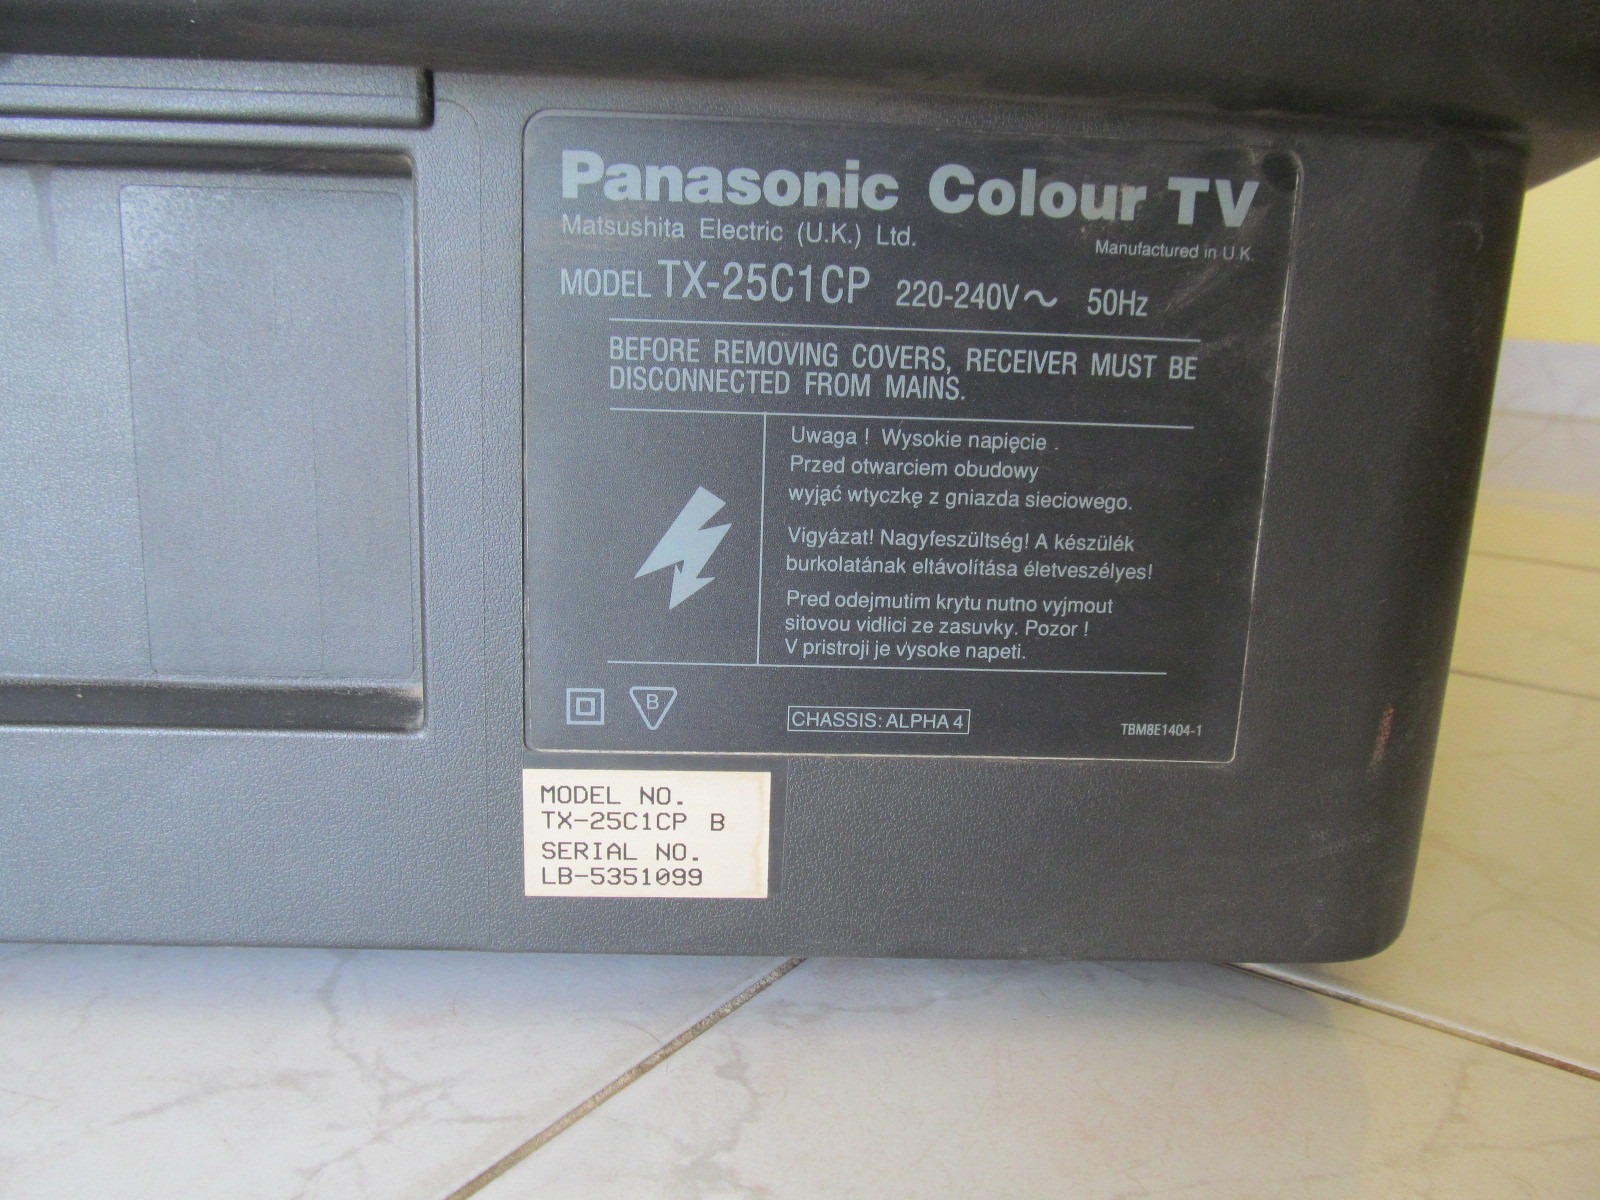 Panasonic Colour TV
Matsushita Electric (U.K.) Ltd.
Manufactured in U.K.
MODEL TX-25C1CP 220-240V~ 50Hz
BEFORE REMOVING COVERS, RECEIVER MUST BE
DISCONNECTED FROM MAINS.
Uwaga ! Wysokie napięcie .
Przed otwarciem obudowy
wyjąć wtyczkę z gniazda sieciowego.
Vigyázat! Nagyfeszültség! A készülék
burkolatának eltávolítása életveszélyes!
Pred odejmutim krytu nutno vyjmout
sitovou vidlici ze zasuvky. Pozor !
V pristroji je vysoke napeti.
B
CHASSIS: ALPHA 4
TBM8E1404-1
MODEL NO.
TX-25C1CP B
SERIAL NO.
LB-5351099